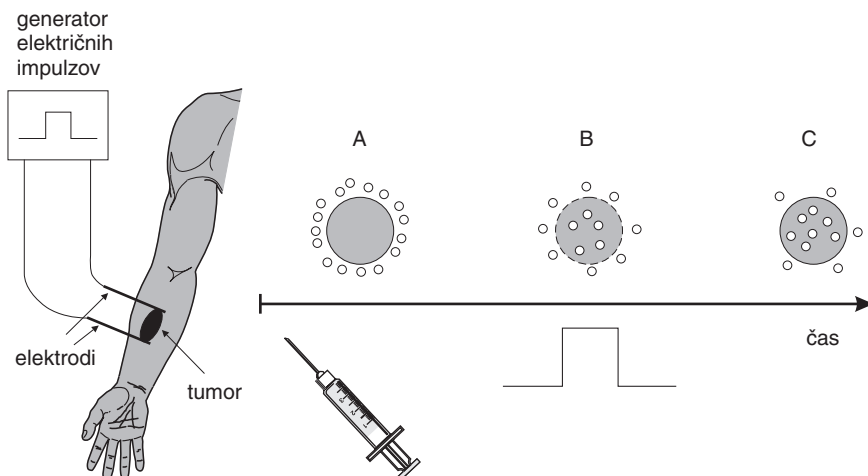 generator
električnih
impulzov
A
B
C
elektrodi
tumor
čas